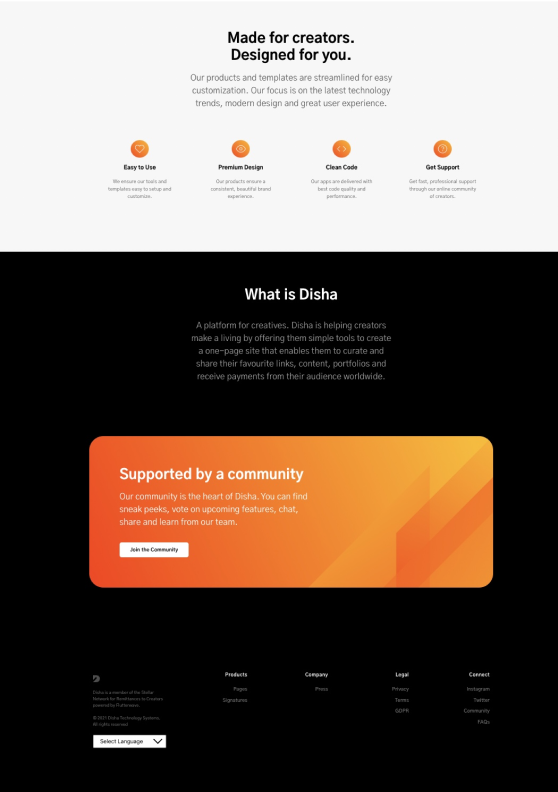 Made for creators.
Designed for you.
Our products and templates are streamlined for easy
customization. Our focus is on the latest technology
trends, modern design and great user experience.
Easy to Use
Premium Design
Clean Code
Get Support
We ensure our tools and
templates easy to setup and
customise.
Our products ensure a
consistent, beautiful brand
experience.
Our apps are delivered with
best code quality and
performance.
Get fast, professional support
through our online community
of creators.
What is Disha
A platform for creatives. Disha is helping creators
make a living by offering them simple tools to create
a one-page site that enables them to curate and
share their favourite links, content, portfolios and
receive payments from their audience worldwide.
Supported by a community
Our community is the heart of Disha. You can find
sneak peeks, vote on upcoming features, chat,
share and learn from our team.
Join the Community
Disha is a member of the Stellar
Network for Remittances to Creators
powered by Flutterwave.
© 2021 Disha Technology Systems.
All rights reserved
Select Language
Products
Pages
Signatures
Company
Press
Legal
Privacy
Terms
GDPR
Connect
Instagram
Twitter
Community
FAQs